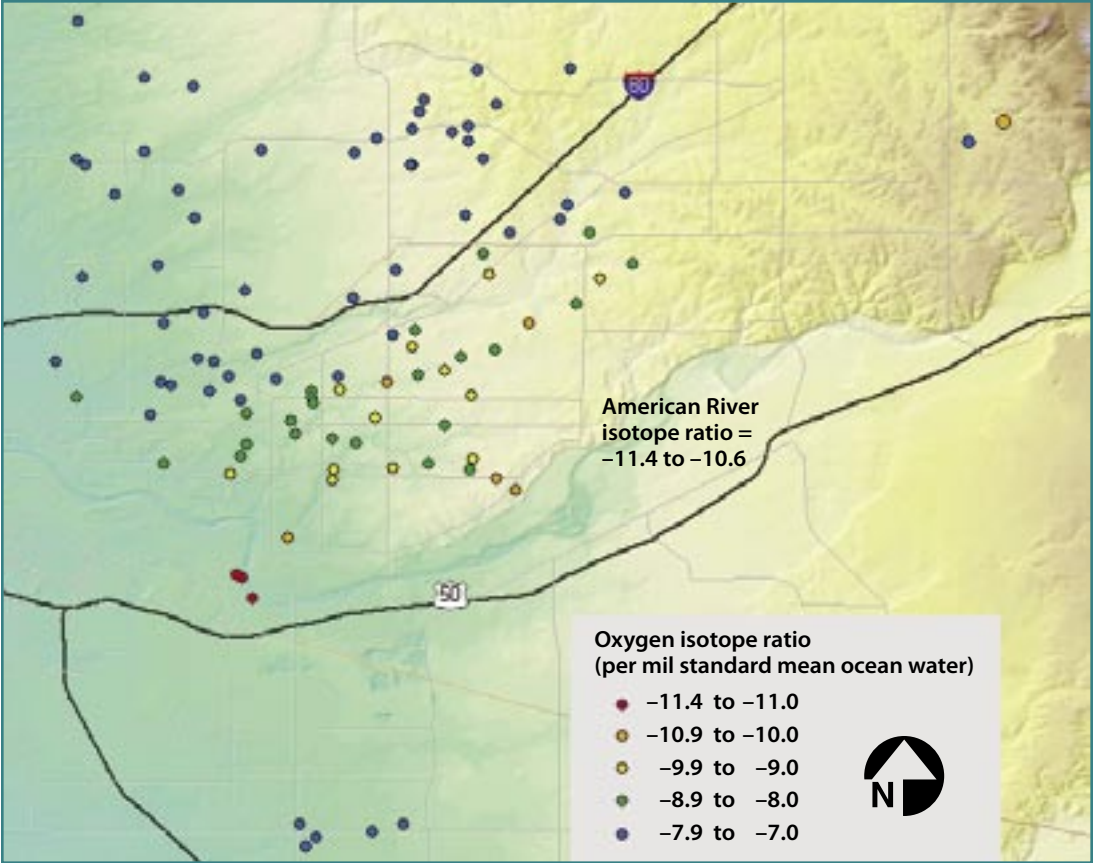 80
American River
isotope ratio =
–11.4 to –10.6
50
Oxygen isotope ratio
(per mil standard mean ocean water)
–11.4 to –11.0
–10.9 to –10.0
–9.9 to –9.0
–8.9 to –8.0
–7.9 to –7.0
N